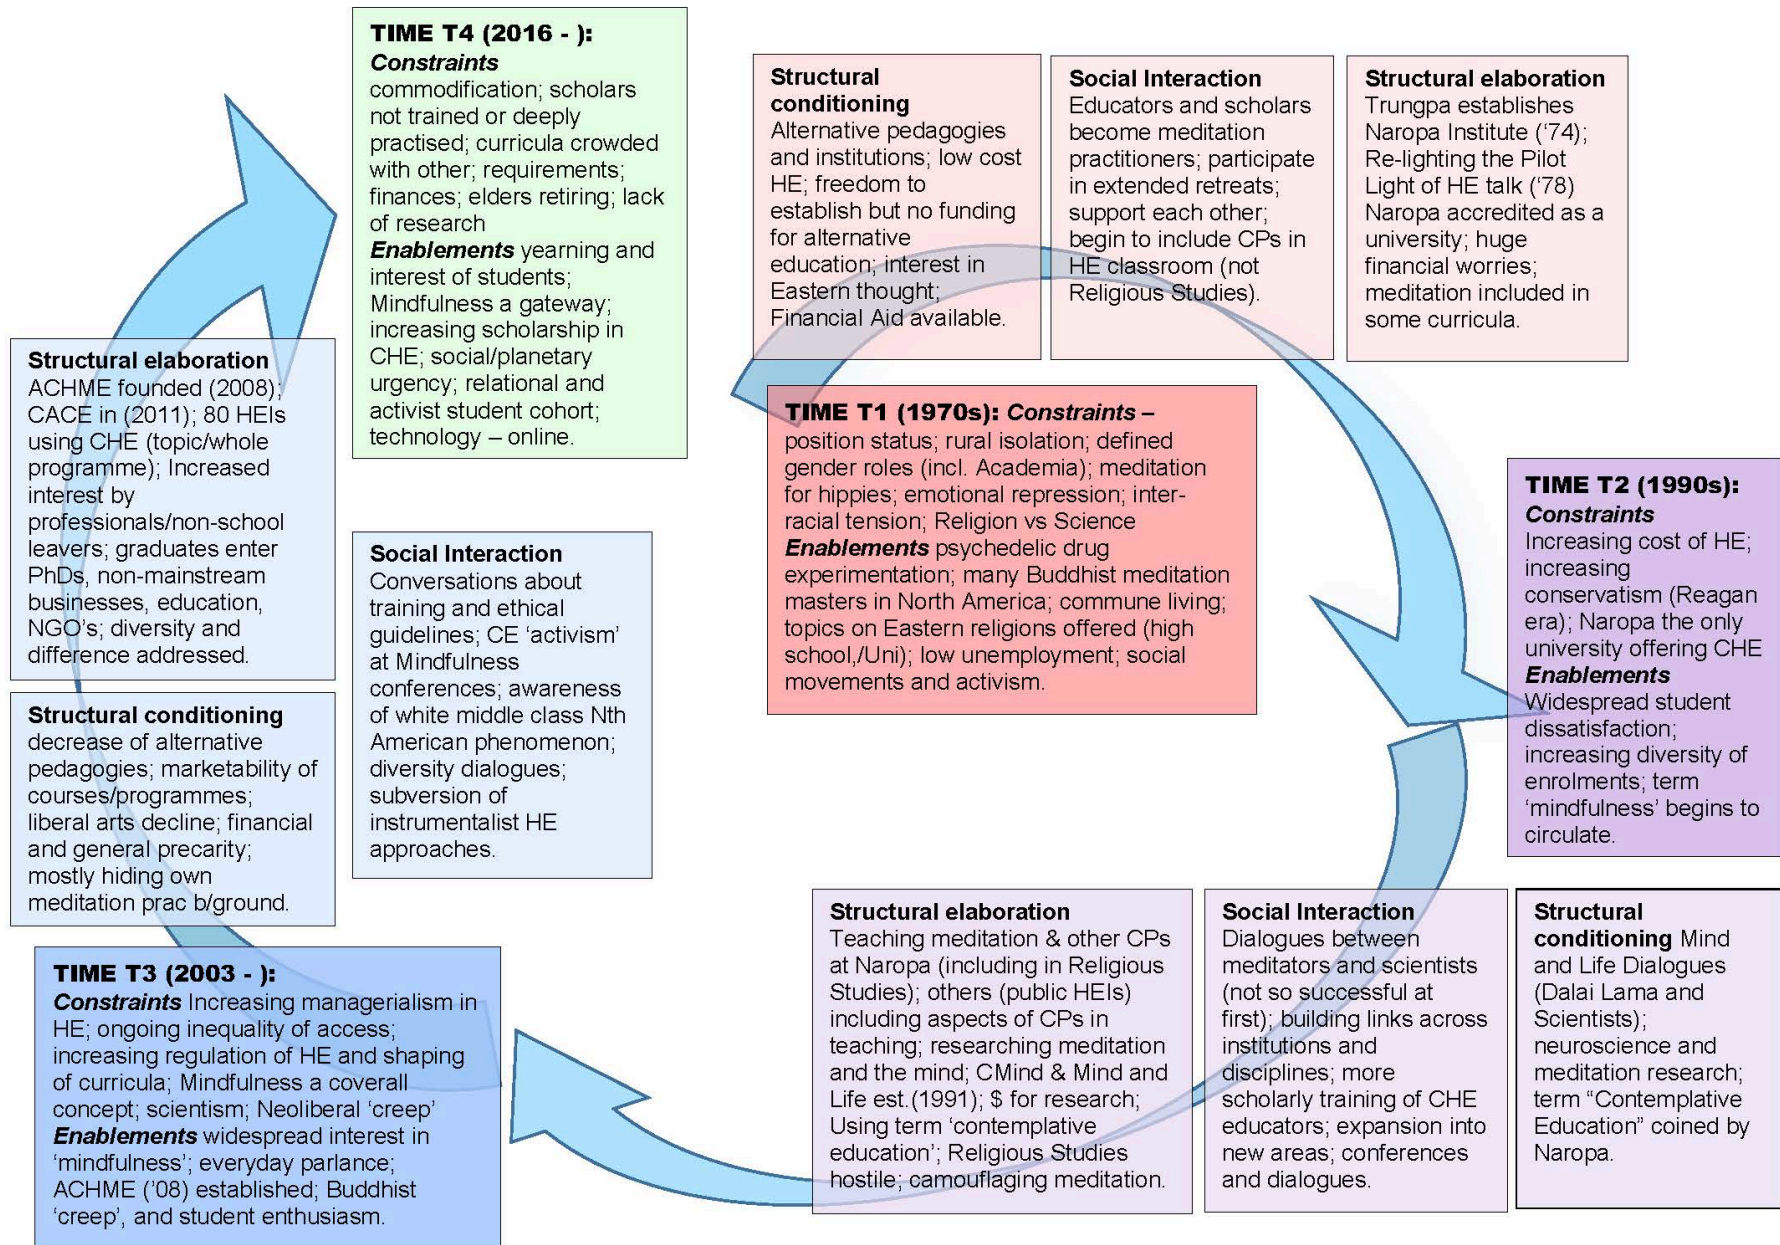 TIME T4 (2016 - ):
Constraints
commodification; scholars
not trained or deeply
practised; curricula crowded
with other; requirements;
finances; elders retiring; lack
of research
Enablements yearning and
interest of students;
Mindfulness a gateway;
increasing scholarship in
CHE; social/planetary
urgency; relational and
activist student cohort;
technology – online.
Structural
conditioning
Alternative pedagogies
and institutions; low cost
HE; freedom to
establish but no funding
for alternative
education; interest in
Eastern thought;
Financial Aid available.
Social Interaction
Educators and scholars
become meditation
practitioners; participate
in extended retreats;
support each other;
begin to include CPs in
HE classroom (not
Religious Studies).
Structural elaboration
Trungpa establishes
Naropa Institute (‘74);
Re-lighting the Pilot
Light of HE talk (‘78)
Naropa accredited as a
university; huge
financial worries;
meditation included in
some curricula.
TIME T1 (1970s): Constraints –
position status; rural isolation; defined
gender roles (incl. Academia); meditation
for hippies; emotional repression; inter-
racial tension; Religion vs Science
Enablements psychedelic drug
experimentation; many Buddhist meditation
masters in North America; commune living;
topics on Eastern religions offered (high
school,/Uni); low unemployment; social
movements and activism.
TIME T2 (1990s):
Constraints
Increasing cost of HE;
increasing
conservatism (Reagan
era); Naropa the only
university offering CHE
Enablements
Widespread student
dissatisfaction;
increasing diversity of
enrolments; term
‘mindfulness’ begins to
circulate.
Structural
conditioning Mind
and Life Dialogues
(Dalai Lama and
Scientists);
neuroscience and
meditation research;
term “Contemplative
Education” coined by
Naropa.
Social Interaction
Dialogues between
meditators and scientists
(not so successful at
first); building links across
institutions and
disciplines; more
scholarly training of CHE
educators; expansion into
new areas; conferences
and dialogues.
Structural elaboration
Teaching meditation & other CPs
at Naropa (including in Religious
Studies); others (public HEIs)
including aspects of CPs in
teaching; researching meditation
and the mind; CMind & Mind and
Life est.(1991); $ for research;
Using term ‘contemplative
education’; Religious Studies
hostile; camouflaging meditation.
TIME T3 (2003 - ):
Constraints Increasing managerialism in
HE; ongoing inequality of access;
increasing regulation of HE and shaping
of curricula; Mindfulness a coverall
concept; scientism; Neoliberal ‘creep’
Enablements widespread interest in
‘mindfulness’; everyday parlance;
ACHME (’08) established; Buddhist
‘creep’, and student enthusiasm.
Structural conditioning
decrease of alternative
pedagogies; marketability of
courses/programmes;
liberal arts decline; financial
and general precarity;
mostly hiding own
meditation prac b/ground.
Social Interaction
Conversations about
training and ethical
guidelines; CE ‘activism’
at Mindfulness
conferences; awareness
of white middle class Nth
American phenomenon;
diversity dialogues;
subversion of
instrumentalist HE
approaches.
Structural elaboration
ACHME founded (2008);
CACE in (2011); 80 HEIs
using CHE (topic/whole
programme); Increased
interest by
professionals/non-school
leavers; graduates enter
PhDs, non-mainstream
businesses, education,
NGO’s; diversity and
difference addressed.